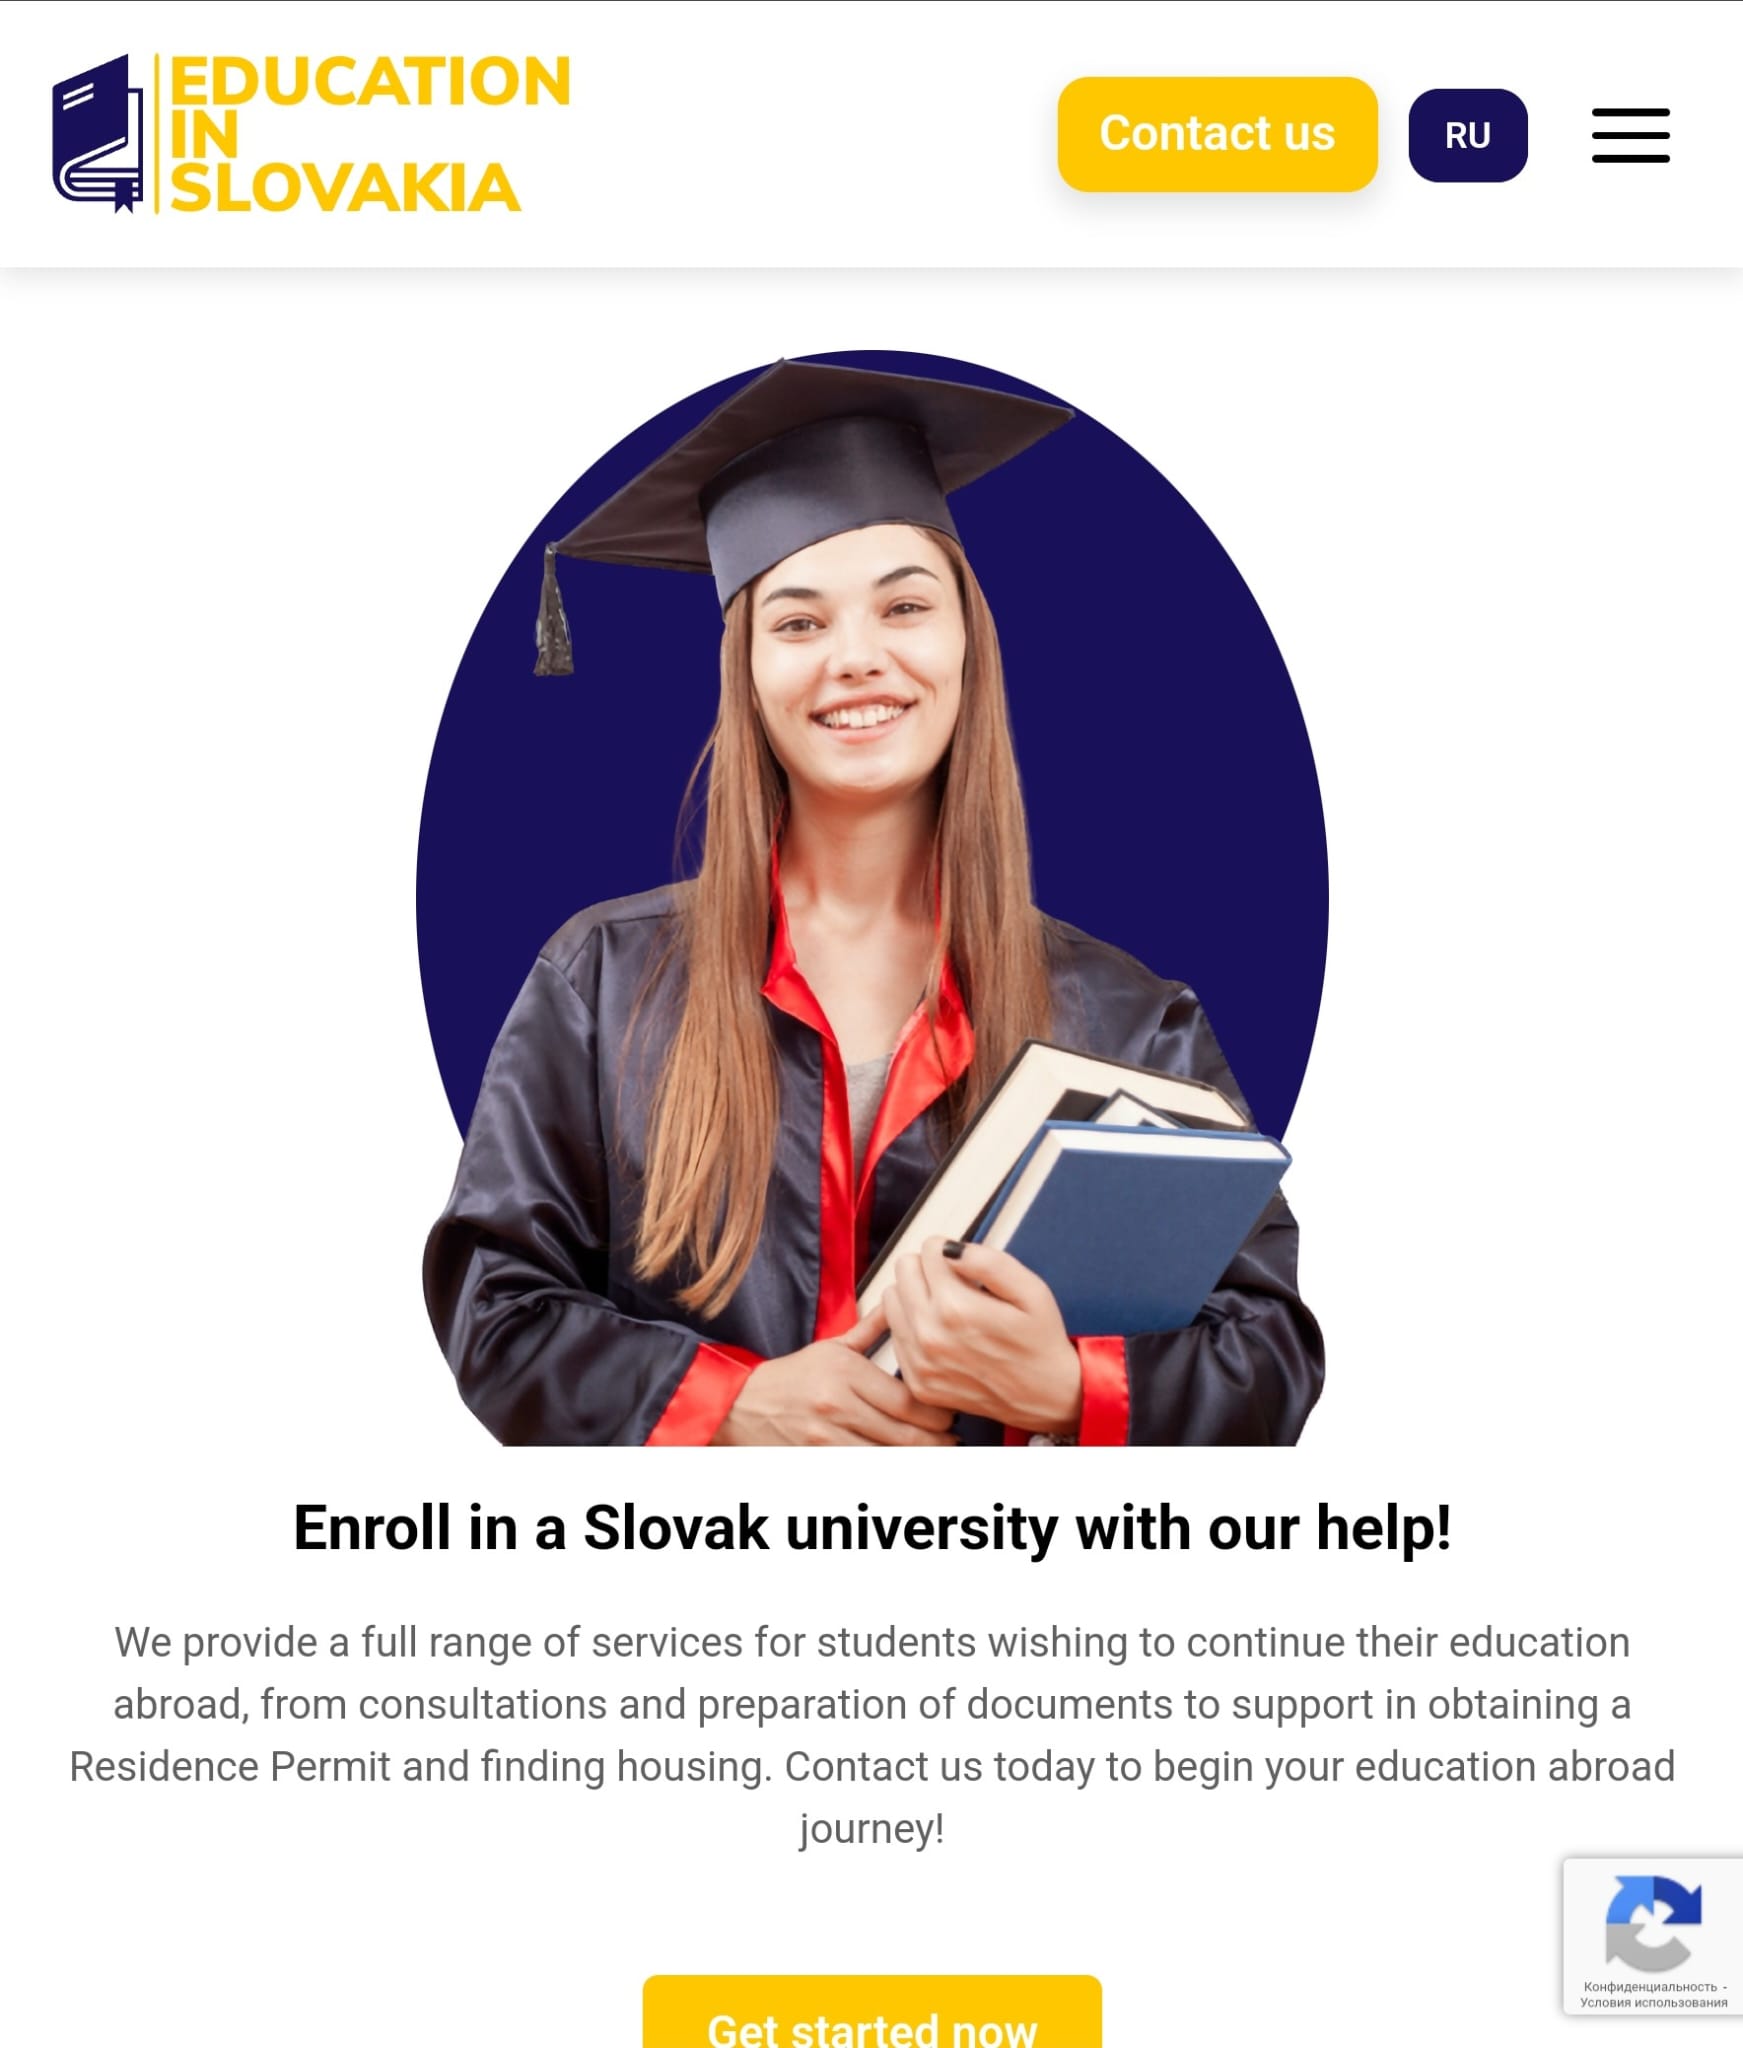 EDUCATION
IN
SLOVAKIA
Contact us
RU
Enroll in a Slovak university with our help!
We provide a full range of services for students wishing to continue their education
abroad, from consultations and preparation of documents to support in obtaining a
Residence Permit and finding housing. Contact us today to begin your education abroad
journey!
Конфиденциальность -
Условия использования
Get started now